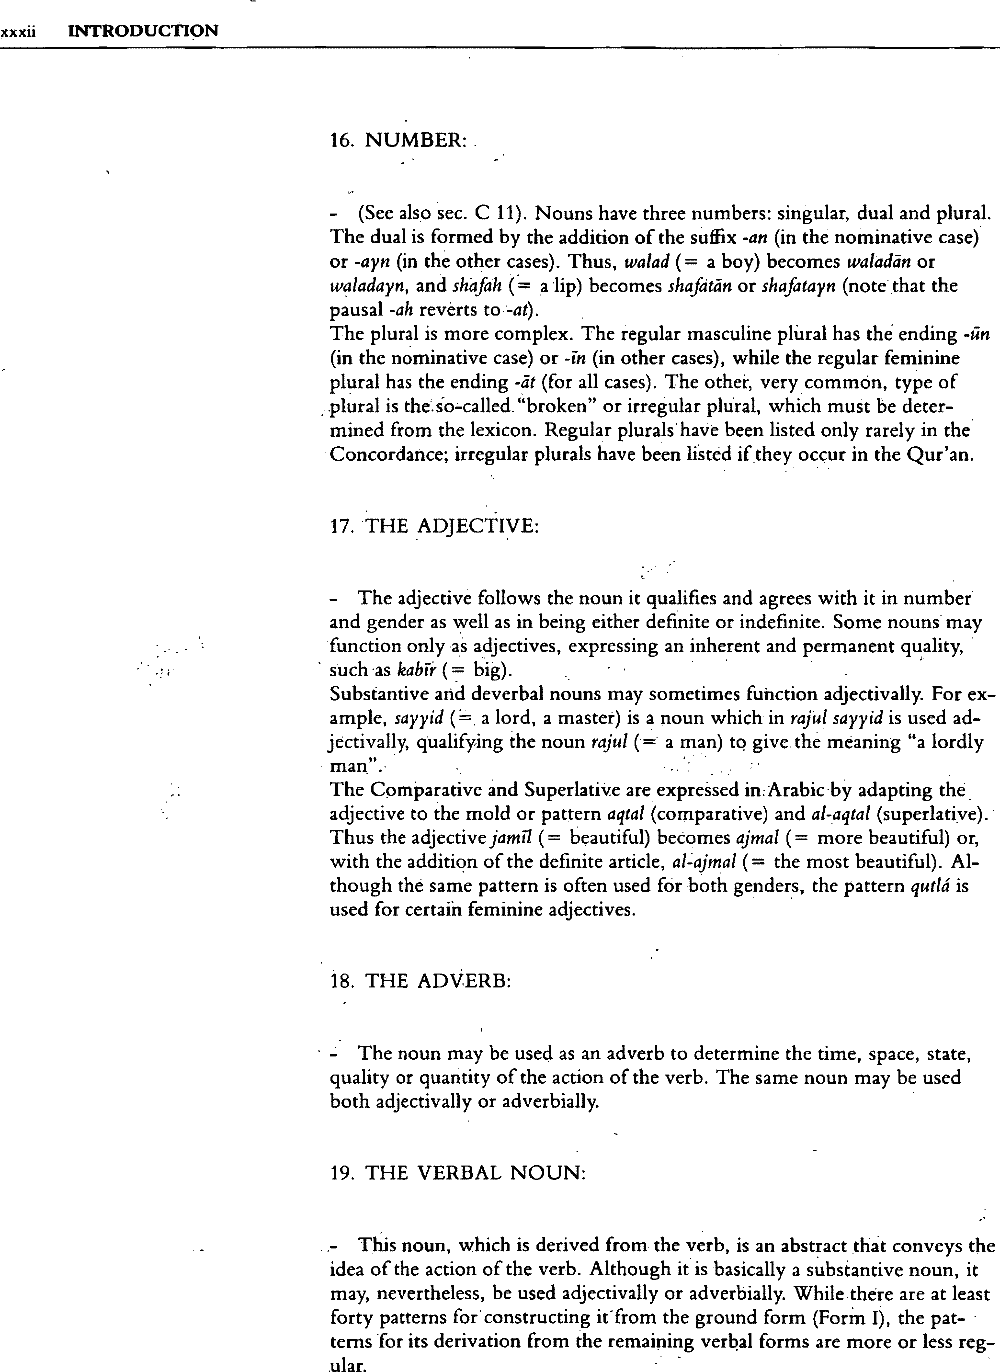 xxxii INTRODUCTION
16. NUMBER:
- (See also sec. C 11). Nouns have three numbers: singular, dual and plural.
The dual is formed by the addition of the suffix -an (in the nominative case)
or -ayn (in the other cases). Thus, walad (= a boy) becomes waladān or
waladayn, and shafah (= a lip) becomes shafatān or shafatayn (note that the
pausal -ah reverts to -at).
The plural is more complex. The regular masculine plural has the ending -ūn
(in the nominative case) or -īn (in other cases), while the regular feminine
plural has the ending -āt (for all cases). The other, very common, type of
plural is the so-called "broken" or irregular plural, which must be deter-
mined from the lexicon. Regular plurals have been listed only rarely in the
Concordance; irregular plurals have been listed if they occur in the Qur'an.
17. THE ADJECTIVE:
- The adjective follows the noun it qualifies and agrees with it in number
and gender as well as in being either definite or indefinite. Some nouns may
function only as adjectives, expressing an inherent and permanent quality,
such as kabīr (= big).
Substantive and deverbal nouns may sometimes function adjectivally. For ex-
ample, sayyid (= a lord, a master) is a noun which in rajul sayyid is used ad-
jectivally, qualifying the noun rajul (= a man) to give the meaning "a lordly
man".
The Comparative and Superlative are expressed in Arabic by adapting the
adjective to the mold or pattern aqtal (comparative) and al-aqtal (superlative).
Thus the adjective jamīl (= beautiful) becomes ajmal (= more beautiful) or,
with the addition of the definite article, al-ajmal (= the most beautiful). Al-
though the same pattern is often used for both genders, the pattern qutlá is
used for certain feminine adjectives.
18. THE ADVERB:
- The noun may be used as an adverb to determine the time, space, state,
quality or quantity of the action of the verb. The same noun may be used
both adjectivally or adverbially.
19. THE VERBAL NOUN:
- This noun, which is derived from the verb, is an abstract that conveys the
idea of the action of the verb. Although it is basically a substantive noun, it
may, nevertheless, be used adjectivally or adverbially. While there are at least
forty patterns for constructing it from the ground form (Form I), the pat-
terns for its derivation from the remaining verbal forms are more or less reg-
ular.